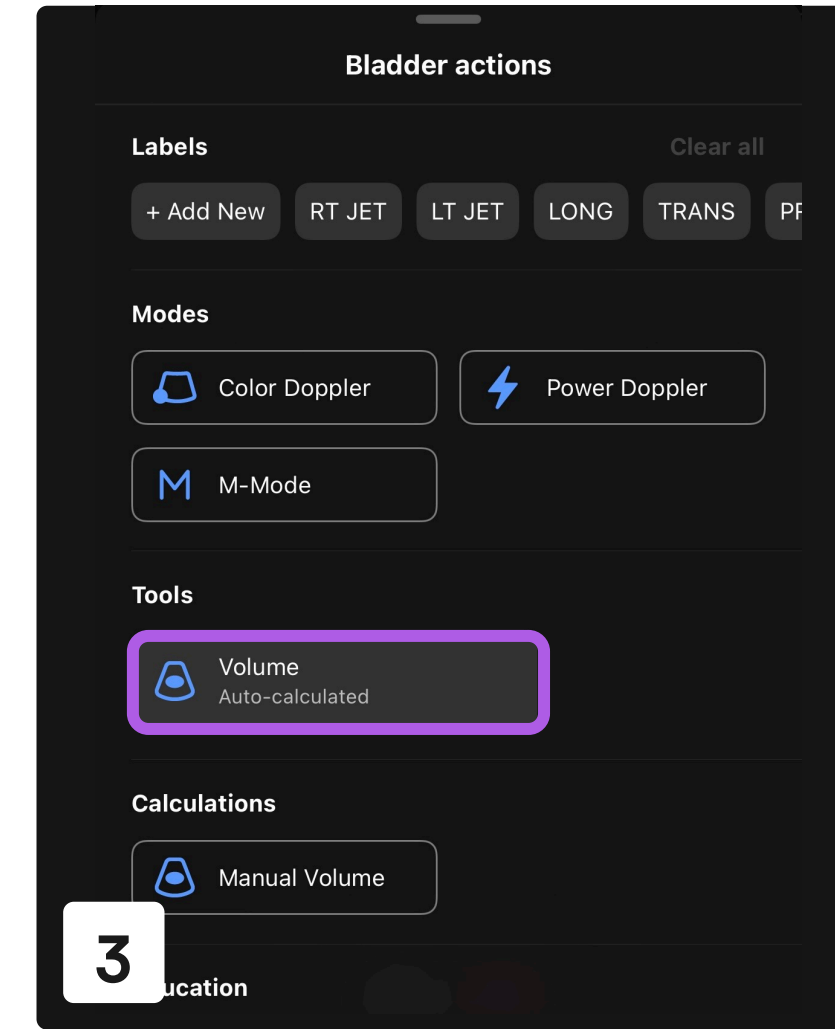 Bladder actions
Labels Clear all
+ Add New RT JET LT JET LONG TRANS
Modes
Color Doppler Power Doppler
M-Mode
Tools
Volume
Auto-calculated
Calculations
Manual Volume
3
ucation